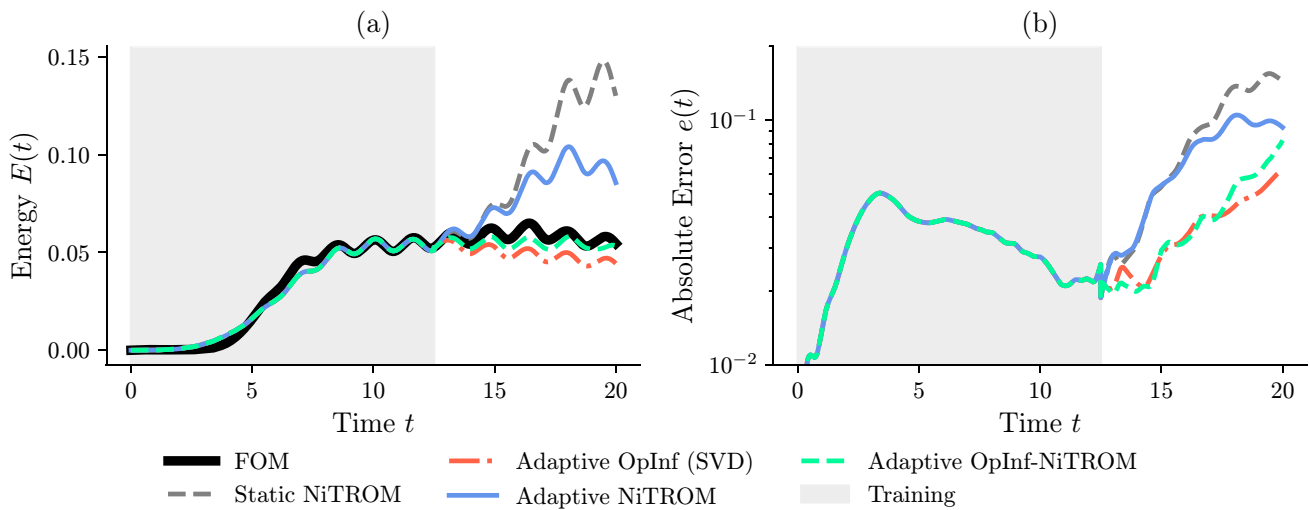 (a)
(b)
Energy E(t)
0.15
0.10
0.05
0.00
0 5 10 15 20
Time t
Absolute Error e(t)
10⁻¹
10⁻²
0 5 10 15 20
Time t
FOM
Static NiTROM
Adaptive OpInf (SVD)
Adaptive NiTROM
Adaptive OpInf-NiTROM
Training